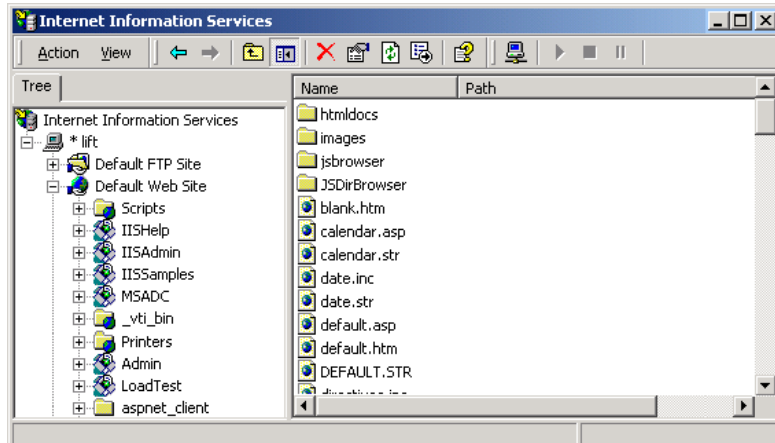 Internet Information Services
Action View
Tree
Internet Information Services
* lift
Default FTP Site
Default Web Site
Scripts
IISHelp
IISAdmin
IISSamples
MSADC
_vti_bin
Printers
Admin
LoadTest
aspnet_client
Name Path
htmldocs
images
jsbrowser
JSDirBrowser
blank.htm
calendar.asp
calendar.str
date.inc
date.str
default.asp
default.htm
DEFAULT.STR